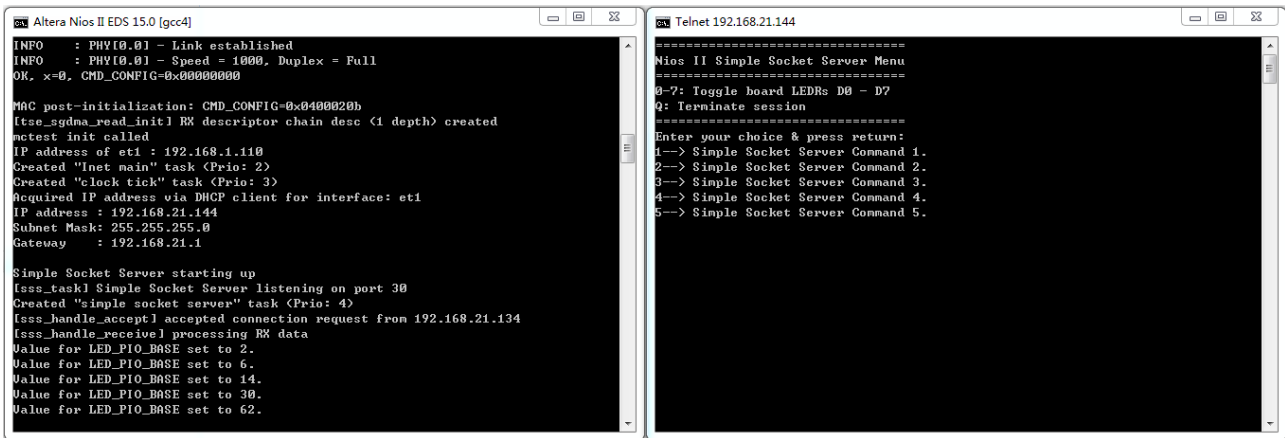 Altera Nios II EDS 15.0 [gcc4]
INFO    : PHY[0.0] - Link established
INFO    : PHY[0.0] - Speed = 1000, Duplex = Full
OK, x=0, CMD_CONFIG=0x00000000
MAC post-initialization: CMD_CONFIG=0x0400020b
[tse_sgdma_read_init] RX descriptor chain desc (1 depth) created
mctest init called
IP address of et1 : 192.168.1.110
Created "Inet main" task (Prio: 2)
Created "clock tick" task (Prio: 3)
Acquired IP address via DHCP client for interface: et1
IP address : 192.168.21.144
Subnet Mask: 255.255.255.0
Gateway    : 192.168.21.1
Simple Socket Server starting up
[sss_task] Simple Socket Server listening on port 30
Created "simple socket server" task (Prio: 4)
[sss_handle_accept] accepted connection request from 192.168.21.134
[sss_handle_receive] processing RX data
Value for LED_PIO_BASE set to 2.
Value for LED_PIO_BASE set to 6.
Value for LED_PIO_BASE set to 14.
Value for LED_PIO_BASE set to 30.
Value for LED_PIO_BASE set to 62.
Telnet 192.168.21.144
=================================
Nios II Simple Socket Server Menu
=================================
0-7: Toggle board LEDRs D0 - D7
Q: Terminate session
=================================
Enter your choice & press return:
1--> Simple Socket Server Command 1.
2--> Simple Socket Server Command 2.
3--> Simple Socket Server Command 3.
4--> Simple Socket Server Command 4.
5--> Simple Socket Server Command 5.